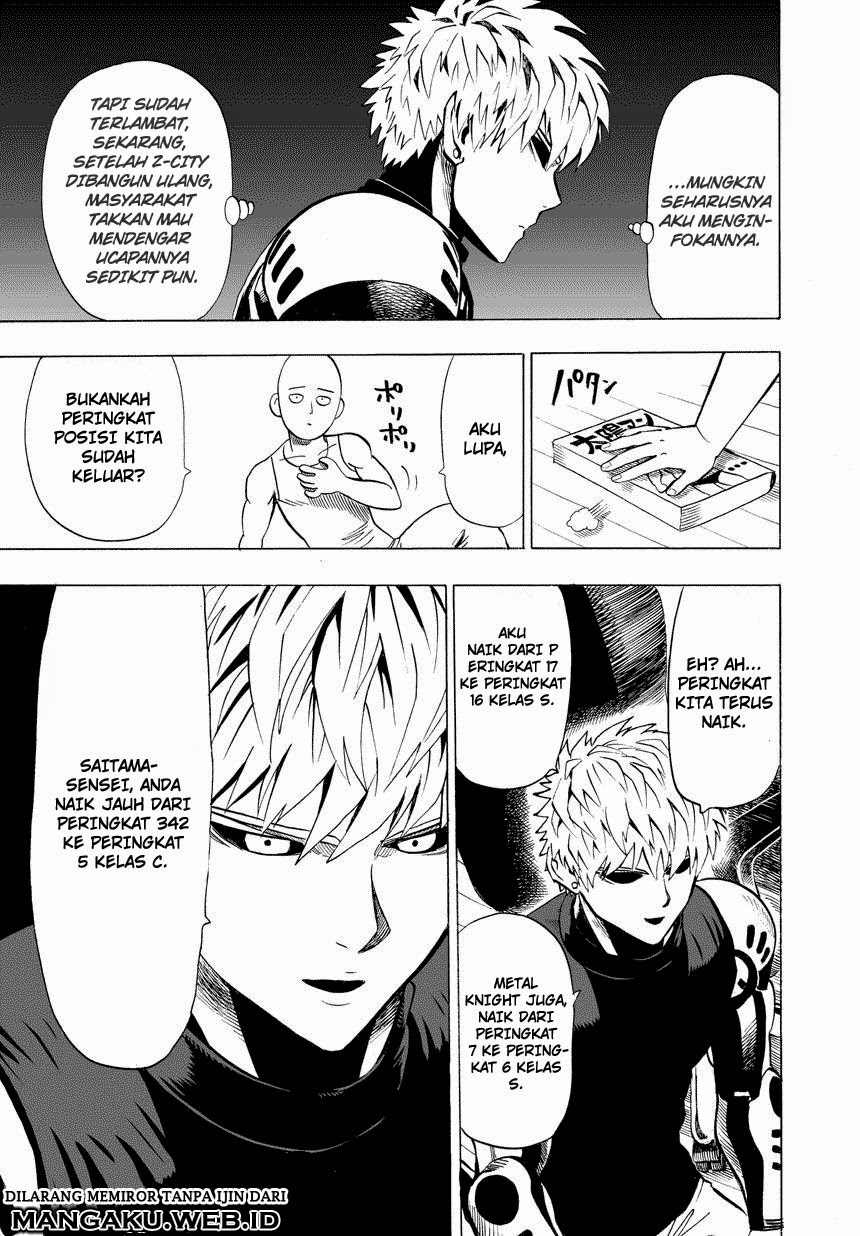 ...MUNGKIN
SEHARUSNYA
AKU MENGIN-
FOKANNYA.
TAPI SUDAH
TERLAMBAT,
SEKARANG,
SETELAH Z-CITY
DIBANGUN ULANG,
MASYARAKAT
TAKKAN MAU
MENDENGAR
UCAPANNYA
SEDIKIT PUN.
パタン
AKU
LUPA,
ポリ
ポリ
BUKANKAH
PERINGKAT
POSISI KITA
SUDAH
KELUAR?
EH? AH...
PERINGKAT
KITA TERUS
NAIK.
AKU
NAIK DARI P
ERINGKAT 17
KE PERINGKAT
16 KELAS S.
METAL
KNIGHT JUGA,
NAIK DARI
PERINGKAT
7 KE PERING-
KAT 6 KELAS
S.
SAITAMA-
SENSEI, ANDA
NAIK JAUH DARI
PERINGKAT 342
KE PERINGKAT
5 KELAS C.
DILARANG MEMIROR TANPA IJIN DARI
MANGAKU.WEB.ID